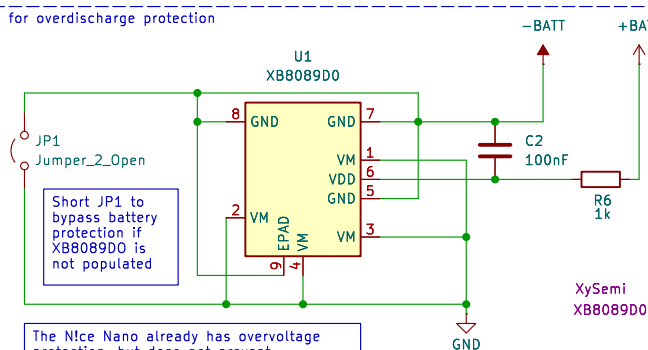 for overdischarge protection
-BATT
+BA
U1
XB8089D0
8
GND
GND
7
JP1
Jumper_2_Open
C2
100nF
VM
1
VDD
6
GND
5
R6
1k
Short JP1 to
bypass battery
protection if
XB8089D0 is
not populated
2
VM
EPAD
VM
VM
3
9
4
XySemi
XB8089D0
The N!ce Nano already has overvoltage
GND